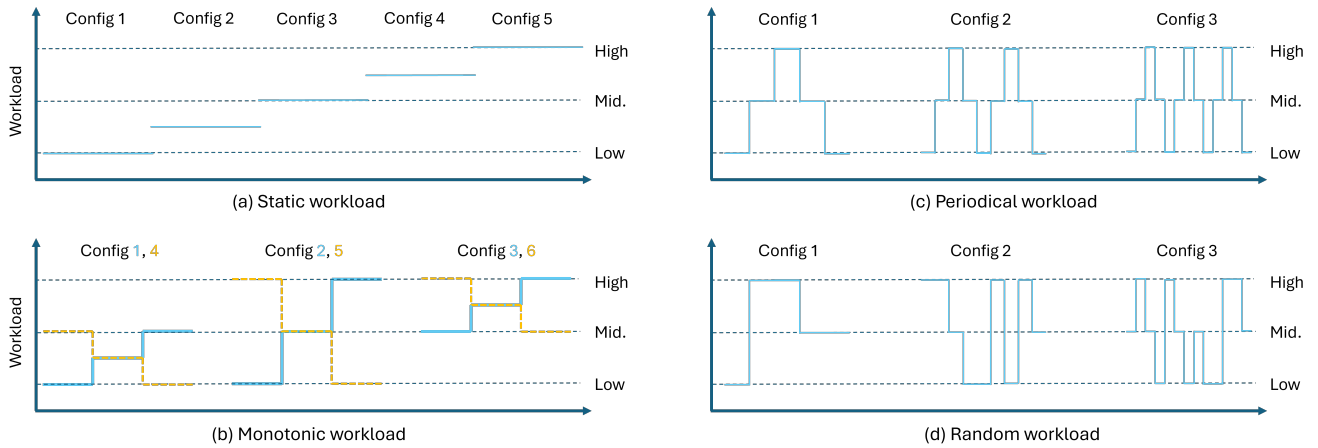 Config 1 Config 2 Config 3 Config 4 Config 5
High
Mid.
Low
Workload
(a) Static workload
Config 1 Config 2 Config 3
High
Mid.
Low
(c) Periodical workload
Config 1, 4 Config 2, 5 Config 3, 6
High
Mid.
Low
Workload
(b) Monotonic workload
Config 1 Config 2 Config 3
High
Mid.
Low
(d) Random workload